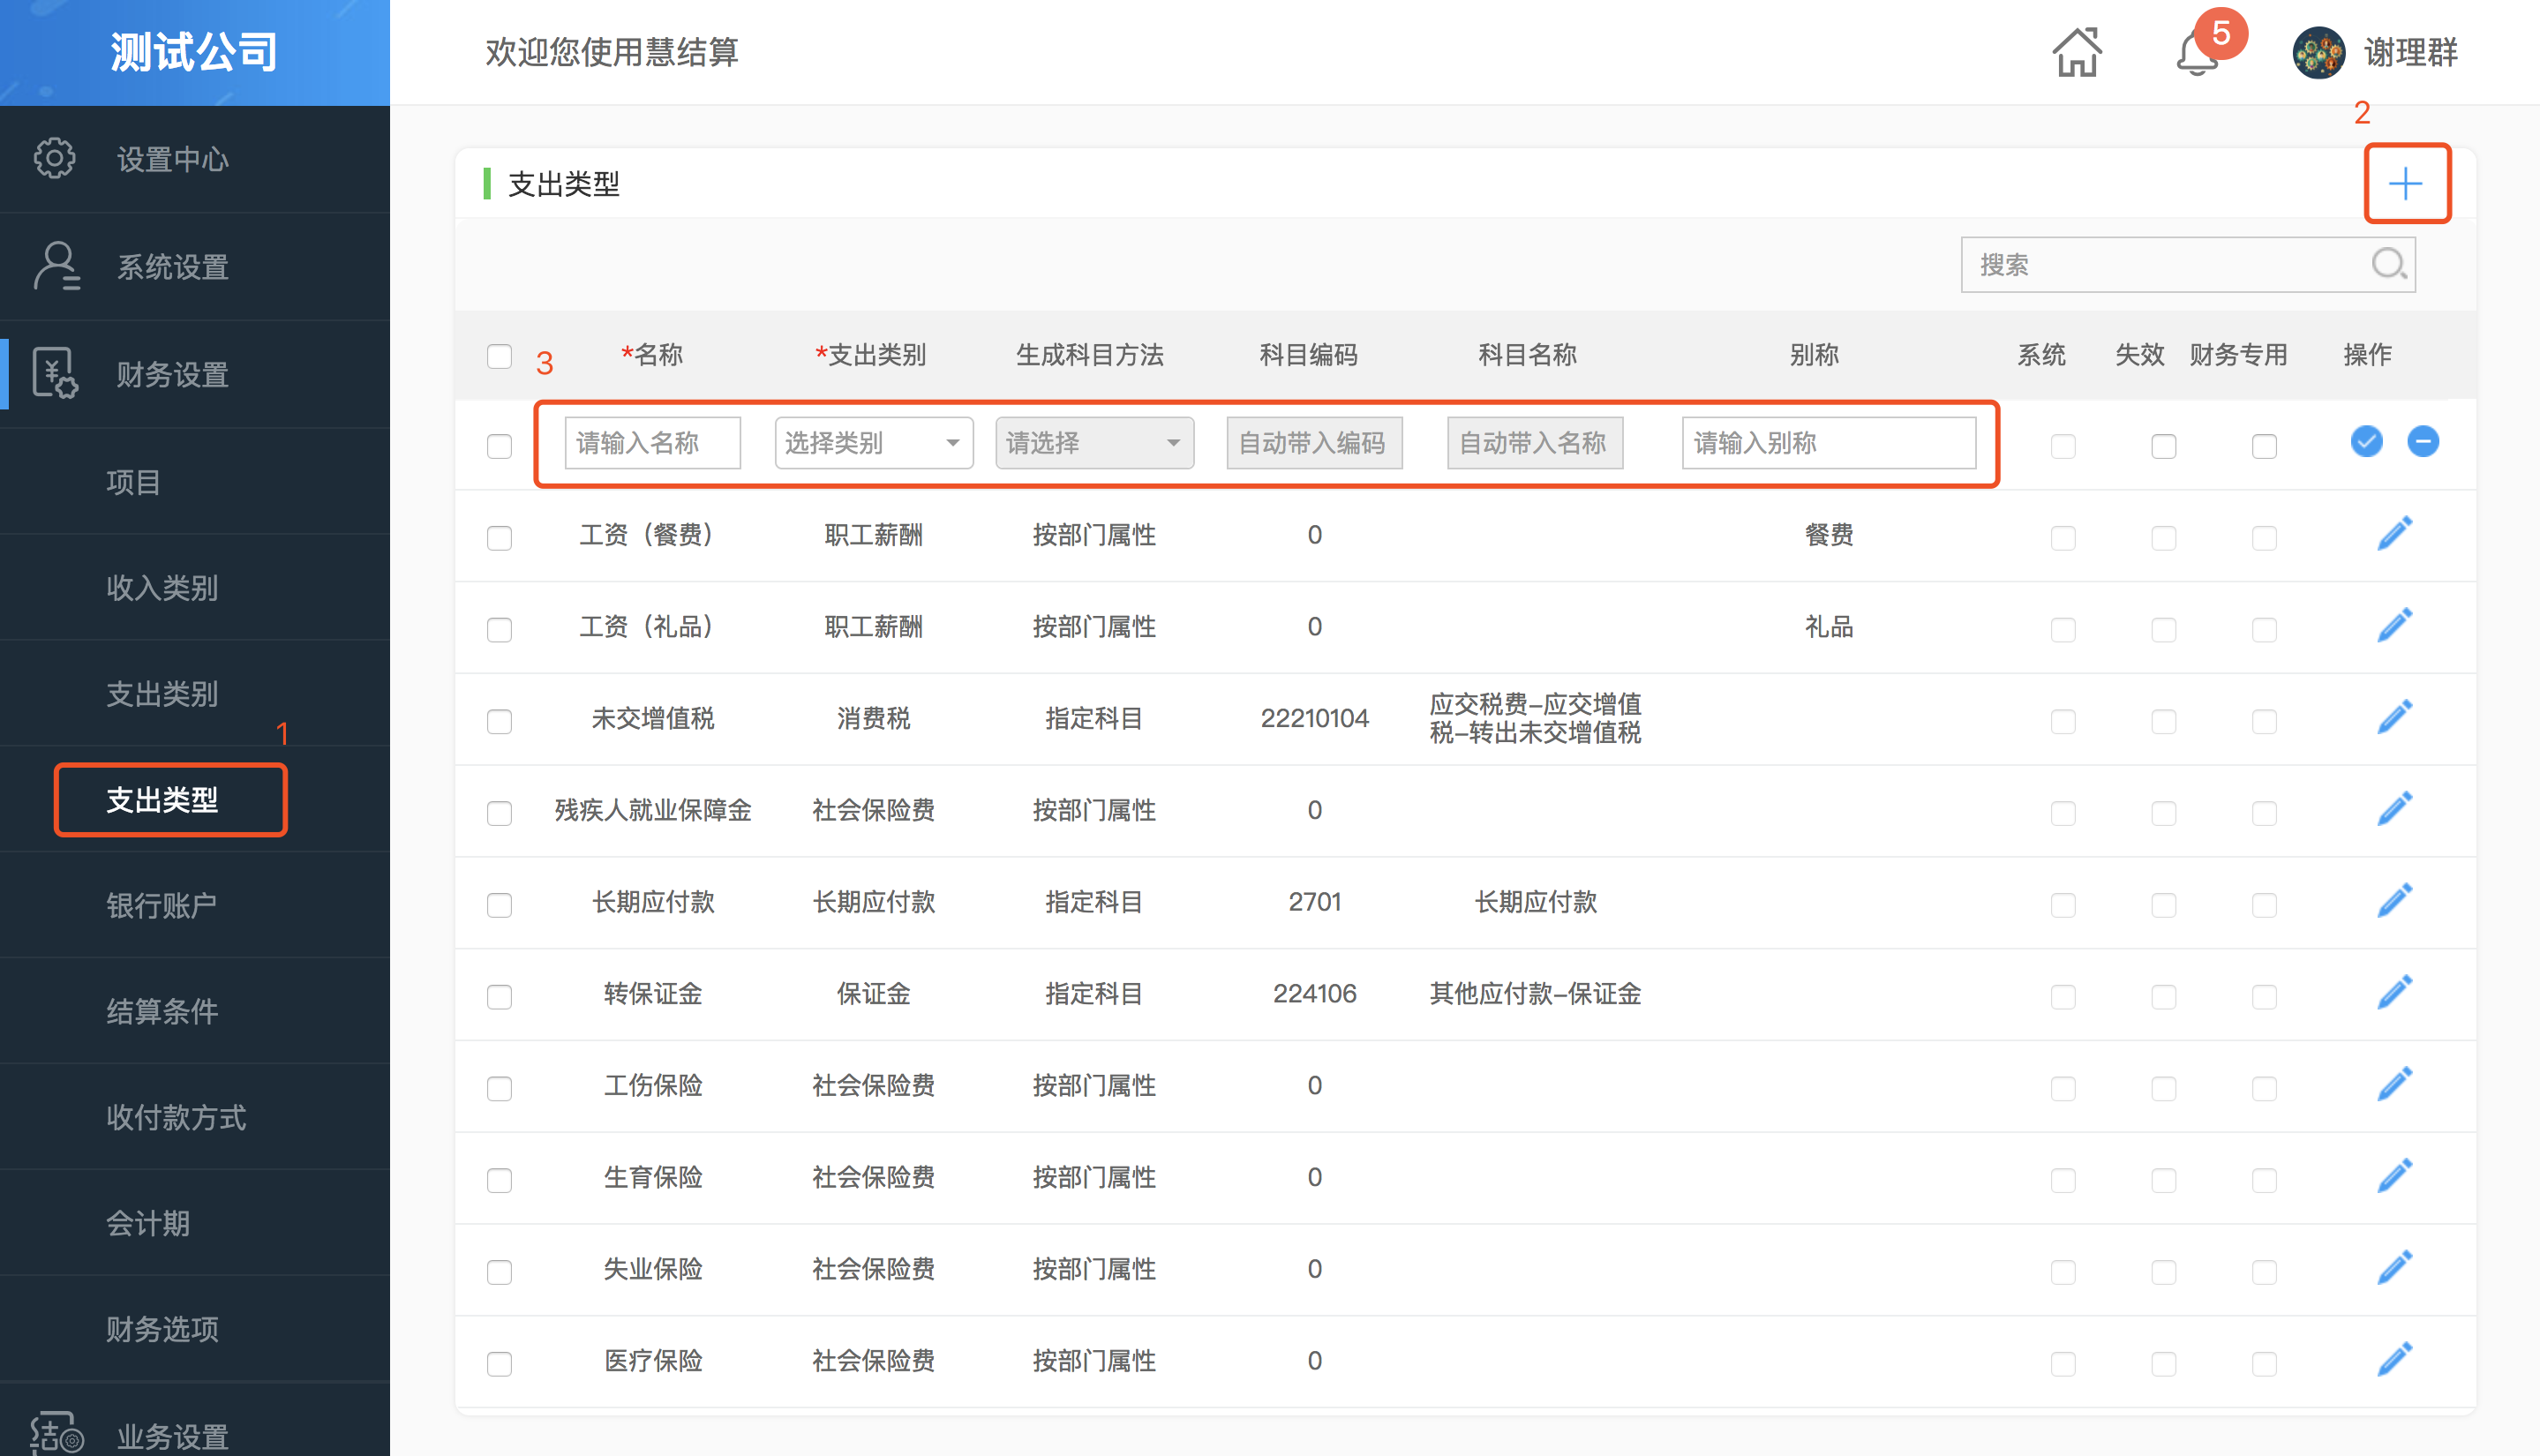 测试公司
欢迎您使用慧结算
5
谢理群
设置中心
系统设置
财务设置
项目
收入类别
支出类别
1
支出类型
银行账户
结算条件
收付款方式
会计期
财务选项
业务设置
2
支出类型
搜索
3 *名称 *支出类别 生成科目方法 科目编码 科目名称 别称 系统 失效 财务专用 操作
请输入名称 选择类别 请选择 自动带入编码 自动带入名称 请输入别称
工资（餐费） 职工薪酬 按部门属性 0 餐费
工资（礼品） 职工薪酬 按部门属性 0 礼品
未交增值税 消费税 指定科目 22210104 应交税费-应交增值
税-转出未交增值税
残疾人就业保障金 社会保险费 按部门属性 0
长期应付款 长期应付款 指定科目 2701 长期应付款
转保证金 保证金 指定科目 224106 其他应付款-保证金
工伤保险 社会保险费 按部门属性 0
生育保险 社会保险费 按部门属性 0
失业保险 社会保险费 按部门属性 0
医疗保险 社会保险费 按部门属性 0